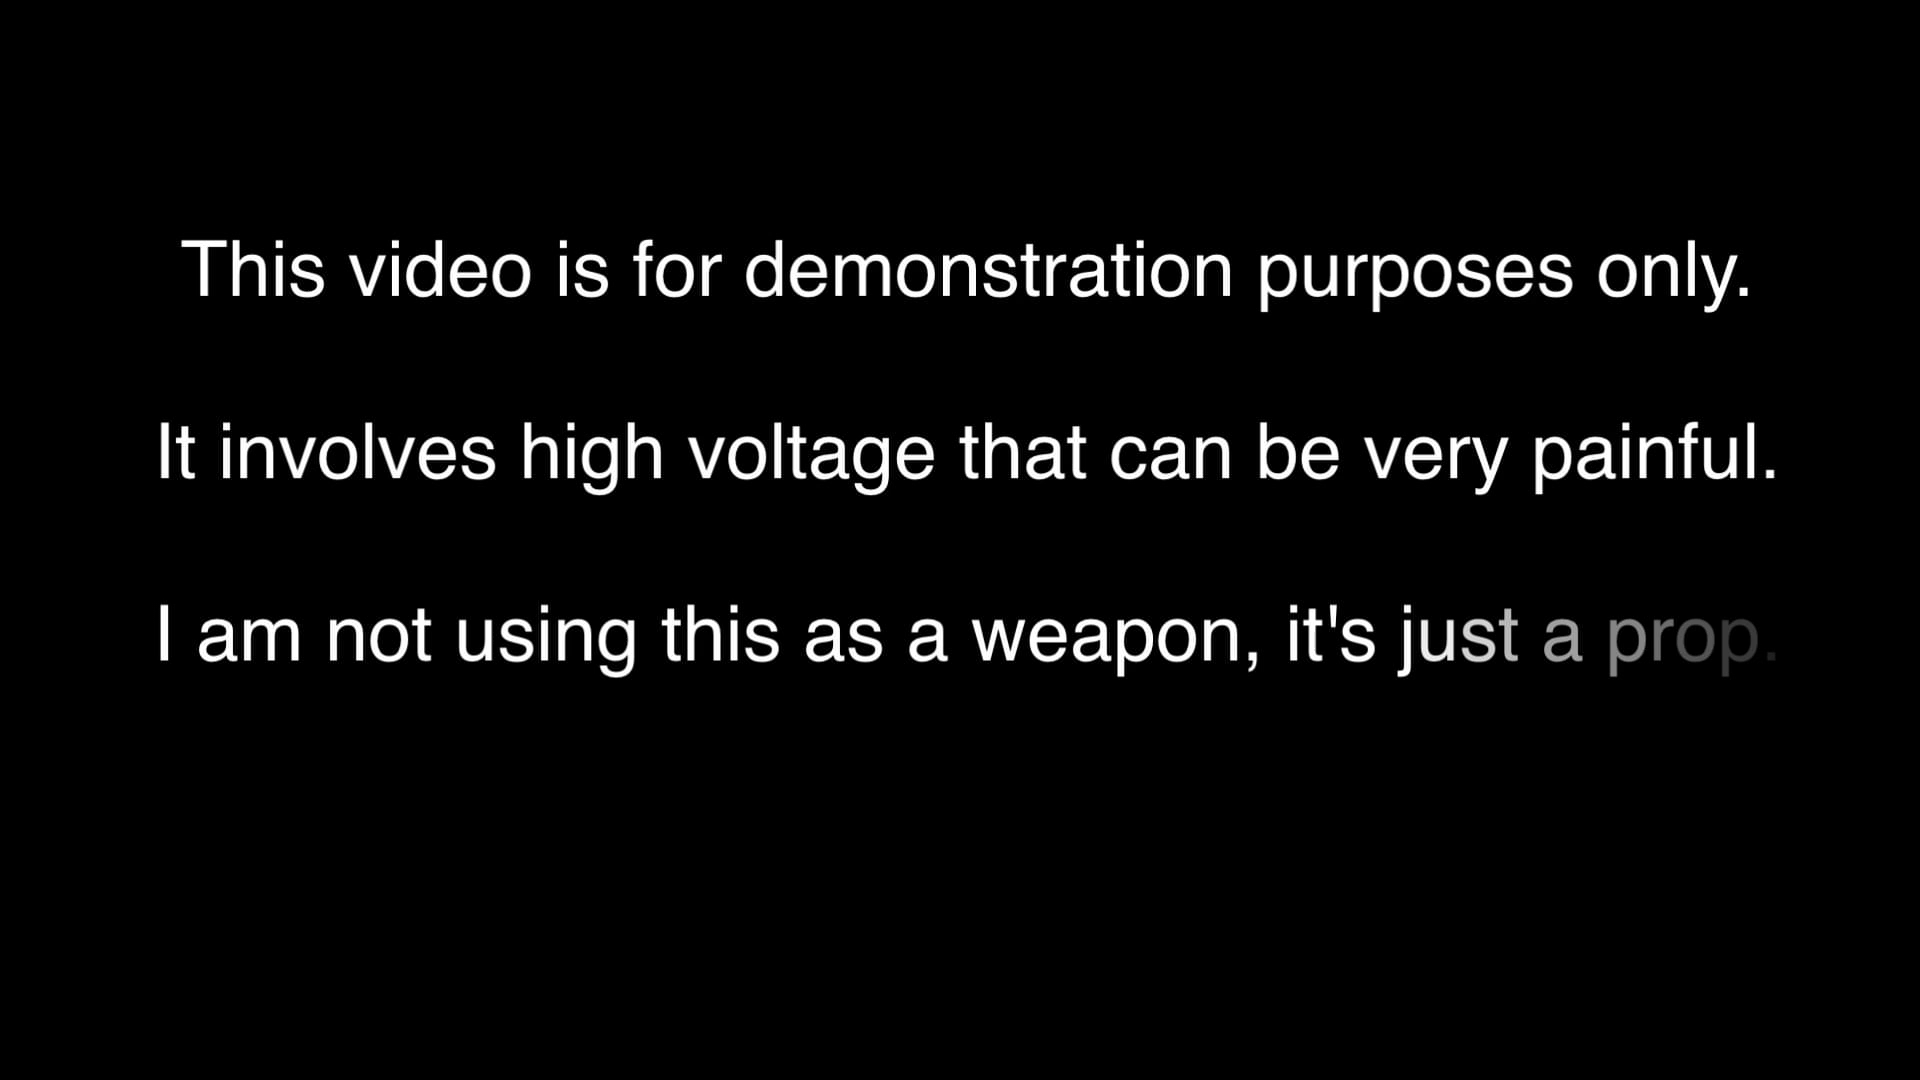 This video is for demonstration purposes only.
It involves high voltage that can be very painful.
I am not using this as a weapon, it's just a prop.